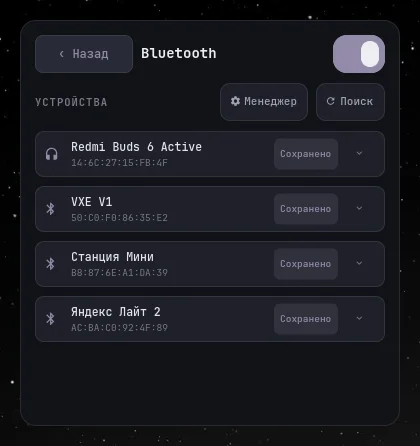 ‹ Назад Bluetooth
УСТРОЙСТВА Менеджер Поиск
Redmi Buds 6 Active
14:6C:27:15:FB:4F
Сохранено
VXE V1
50:C0:F0:86:35:E2
Сохранено
Станция Мини
B8:87:6E:A1:DA:39
Сохранено
Яндекс Лайт 2
AC:BA:C0:92:4F:89
Сохранено